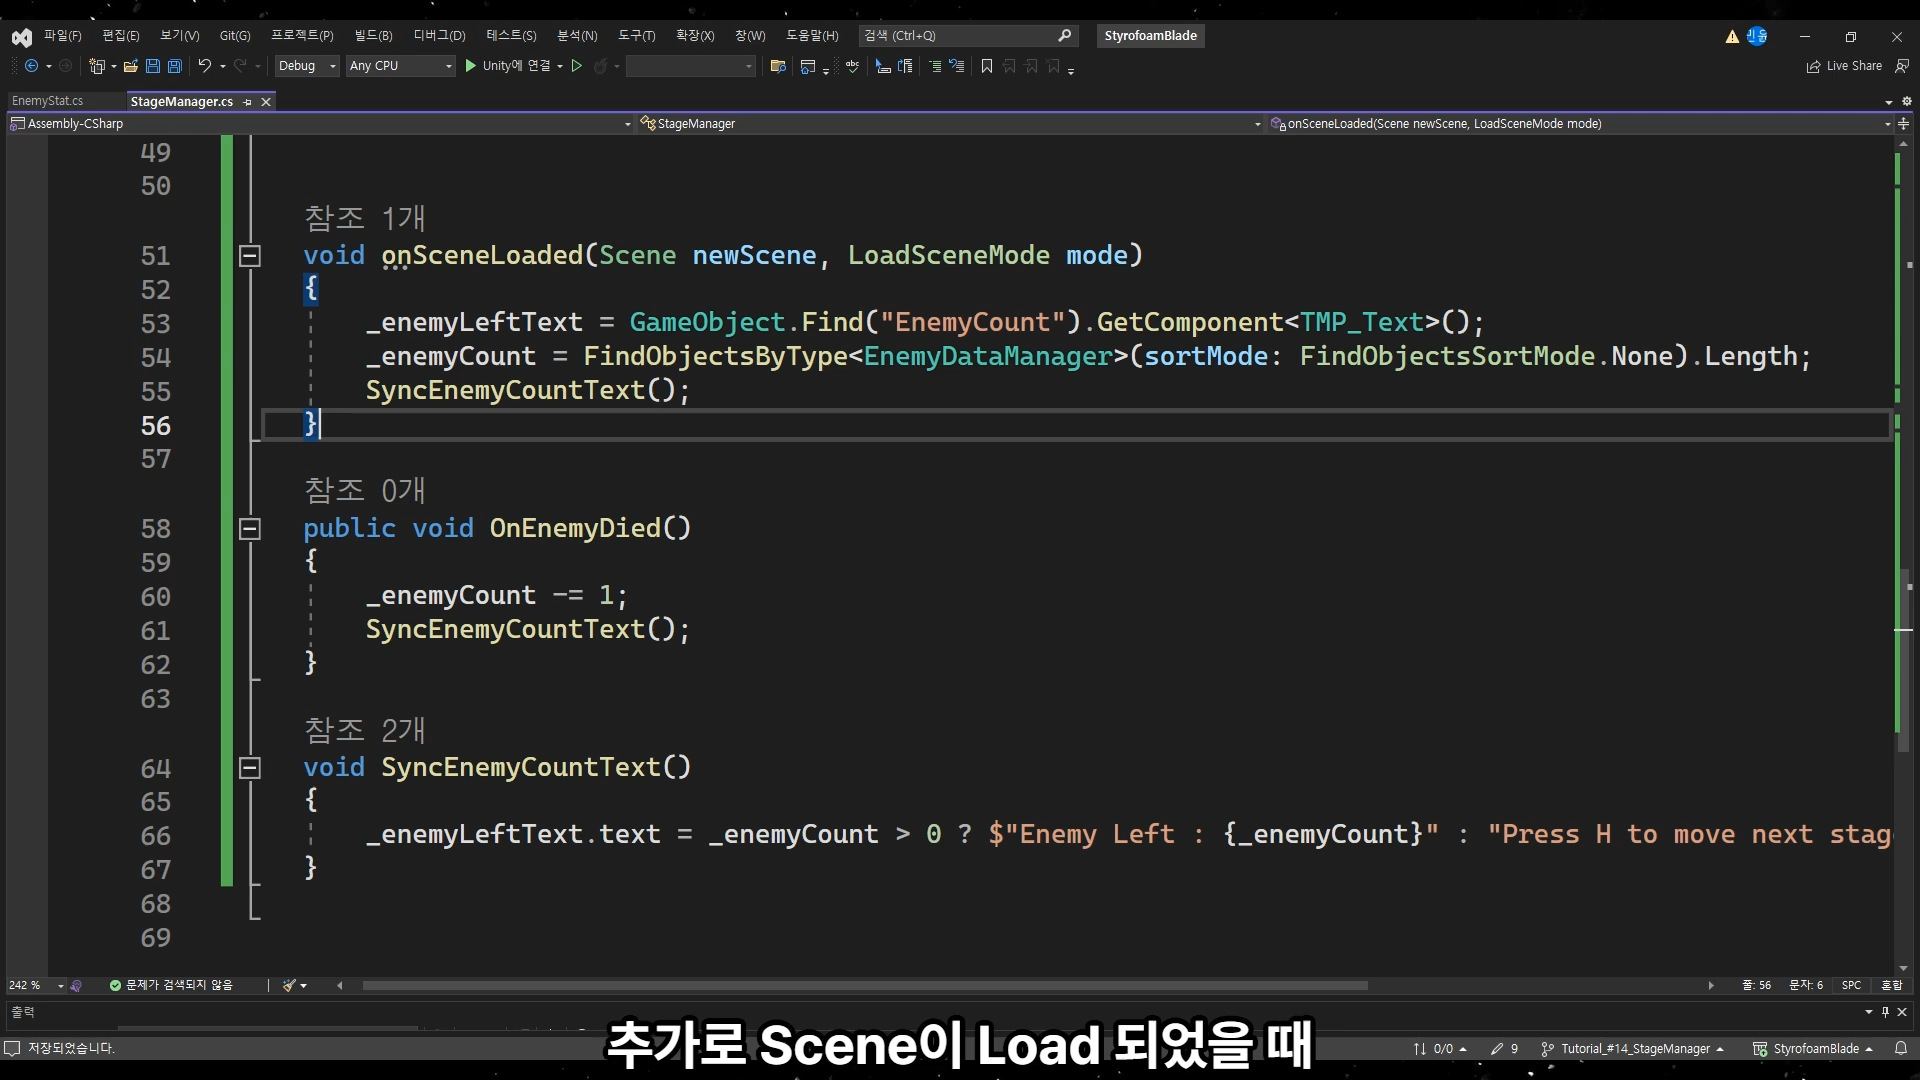 파일(F) 편집(E) 보기(V) Git(G) 프로젝트(P) 빌드(B) 디버그(D) 테스트(S) 분석(N) 도구(T) 확장(X) 창(W) 도움말(H) 검색 (Ctrl+Q) StyrofoamBlade
Debug Any CPU Unity에 연결 Live Share
EnemyStat.cs StageManager.cs
Assembly-CSharp StageManager onSceneLoaded(Scene newScene, LoadSceneMode mode)
49
50
참조 1개
51 void onSceneLoaded(Scene newScene, LoadSceneMode mode)
52 {
53 _enemyLeftText = GameObject.Find("EnemyCount").GetComponent<TMP_Text>();
54 _enemyCount = FindObjectsByType<EnemyDataManager>(sortMode: FindObjectsSortMode.None).Length;
55 SyncEnemyCountText();
56 }
57
참조 0개
58 public void OnEnemyDied()
59 {
60 _enemyCount -= 1;
61 SyncEnemyCountText();
62 }
63
참조 2개
64 void SyncEnemyCountText()
65 {
66 _enemyLeftText.text = _enemyCount > 0 ? $"Enemy Left : {_enemyCount}" : "Press H to move next stag
67 }
68
69
242 % 문제가 검색되지 않음 줄: 56 문자: 6 SPC 혼합
출력
추가로 Scene이 Load 되었을 때
저장되었습니다. 0/0 9 Tutorial_#14_StageManager StyrofoamBlade